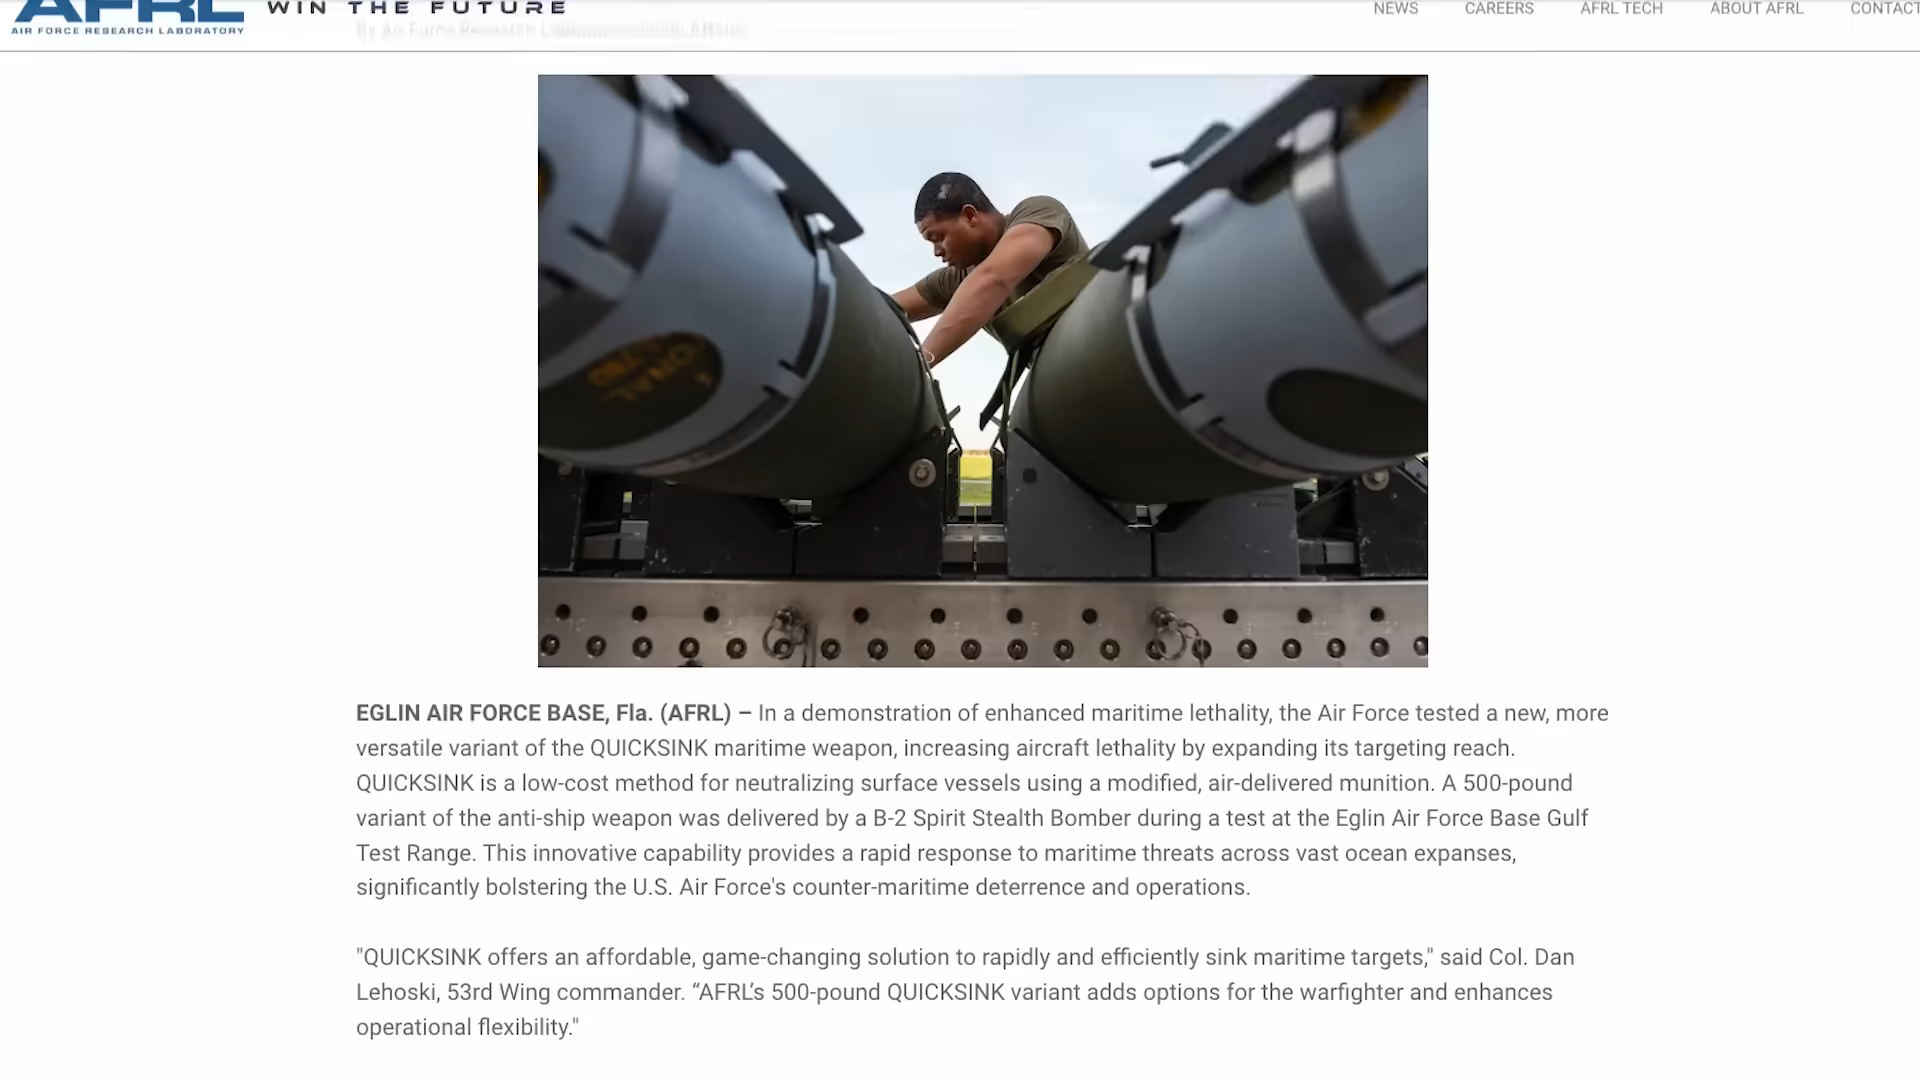 AFRL WIN THE FUTURE
AIR FORCE RESEARCH LABORATORY
NEWS CAREERS AFRL TECH ABOUT AFRL CONTACT
EGLIN AIR FORCE BASE, Fla. (AFRL) – In a demonstration of enhanced maritime lethality, the Air Force tested a new, more
versatile variant of the QUICKSINK maritime weapon, increasing aircraft lethality by expanding its targeting reach.
QUICKSINK is a low-cost method for neutralizing surface vessels using a modified, air-delivered munition. A 500-pound
variant of the anti-ship weapon was delivered by a B-2 Spirit Stealth Bomber during a test at the Eglin Air Force Base Gulf
Test Range. This innovative capability provides a rapid response to maritime threats across vast ocean expanses,
significantly bolstering the U.S. Air Force's counter-maritime deterrence and operations.
"QUICKSINK offers an affordable, game-changing solution to rapidly and efficiently sink maritime targets," said Col. Dan
Lehoski, 53rd Wing commander. “AFRL’s 500-pound QUICKSINK variant adds options for the warfighter and enhances
operational flexibility."